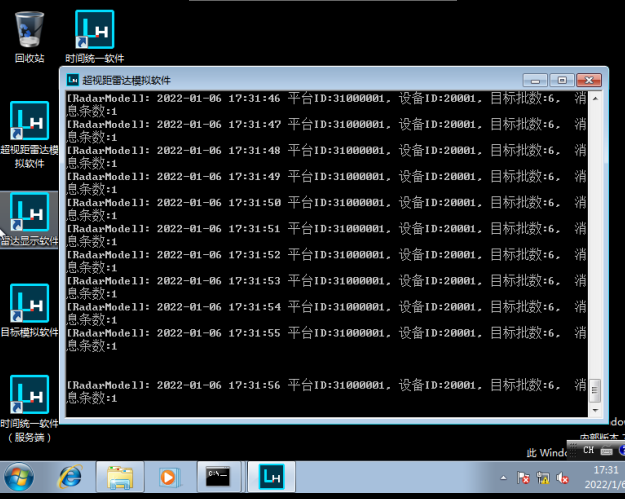 回收站
时间统一软件
超视距雷达模
拟软件
雷达显示软件
目标模拟软件
时间统一软件
（服务端）
超视距雷达模拟软件
[RadarModel]: 2022-01-06 17:31:46 平台ID:31000001, 设备ID:20001, 目标批数:6, 消
息条数:1
[RadarModel]: 2022-01-06 17:31:47 平台ID:31000001, 设备ID:20001, 目标批数:6, 消
息条数:1
[RadarModel]: 2022-01-06 17:31:48 平台ID:31000001, 设备ID:20001, 目标批数:6, 消
息条数:1
[RadarModel]: 2022-01-06 17:31:49 平台ID:31000001, 设备ID:20001, 目标批数:6, 消
息条数:1
[RadarModel]: 2022-01-06 17:31:50 平台ID:31000001, 设备ID:20001, 目标批数:6, 消
息条数:1
[RadarModel]: 2022-01-06 17:31:51 平台ID:31000001, 设备ID:20001, 目标批数:6, 消
息条数:1
[RadarModel]: 2022-01-06 17:31:52 平台ID:31000001, 设备ID:20001, 目标批数:6, 消
息条数:1
[RadarModel]: 2022-01-06 17:31:53 平台ID:31000001, 设备ID:20001, 目标批数:6, 消
息条数:1
[RadarModel]: 2022-01-06 17:31:54 平台ID:31000001, 设备ID:20001, 目标批数:6, 消
息条数:1
[RadarModel]: 2022-01-06 17:31:55 平台ID:31000001, 设备ID:20001, 目标批数:6, 消
息条数:1
[RadarModel]: 2022-01-06 17:31:56 平台ID:31000001, 设备ID:20001, 目标批数:6, 消
息条数:1
内部版本
此 Windo
CH
17:31
2022/1/6